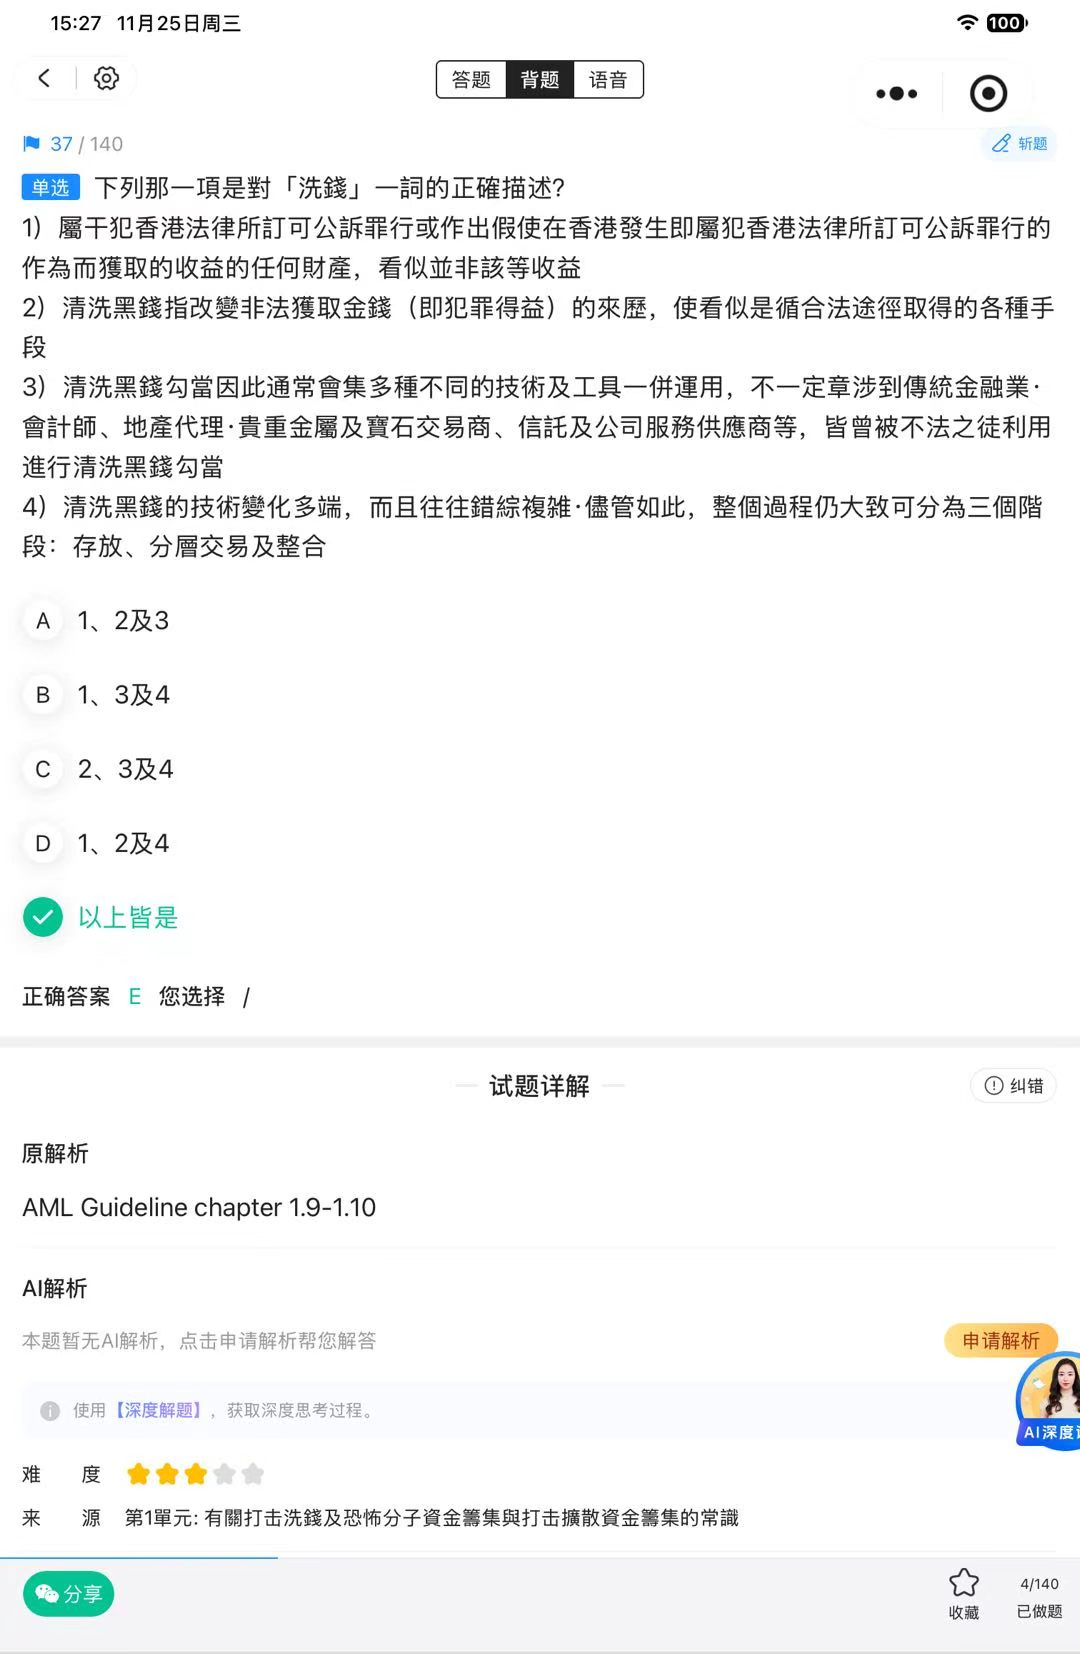 15:27 11月25日周三
100
答题 背题 语音
37 / 140
斩题
单选 下列那一項是對「洗錢」一詞的正確描述?
1）屬干犯香港法律所訂可公訴罪行或作出假使在香港發生即屬犯香港法律所訂可公訴罪行的
作為而獲取的收益的任何財產，看似並非該等收益
2）清洗黑錢指改變非法獲取金錢（即犯罪得益）的來歷，使看似是循合法途徑取得的各種手
段
3）清洗黑錢勾當因此通常會集多種不同的技術及工具一併運用，不一定章涉到傳統金融業·
會計師、地產代理·貴重金屬及寶石交易商、信託及公司服務供應商等，皆曾被不法之徒利用
進行清洗黑錢勾當
4）清洗黑錢的技術變化多端，而且往往錯綜複雑·儘管如此，整個過程仍大致可分為三個階
段：存放、分層交易及整合
A 1、2及3
B 1、3及4
C 2、3及4
D 1、2及4
以上皆是
正确答案 E 您选择 /
试题详解
纠错
原解析
AML Guideline chapter 1.9-1.10
AI解析
本题暂无AI解析，点击申请解析帮您解答
申请解析
使用【深度解题】，获取深度思考过程。
AI深度
难 度
来 源 第1單元: 有關打击洗錢及恐怖分子資金籌集與打击擴散資金籌集的常識
分享
收藏
4/140
已做题